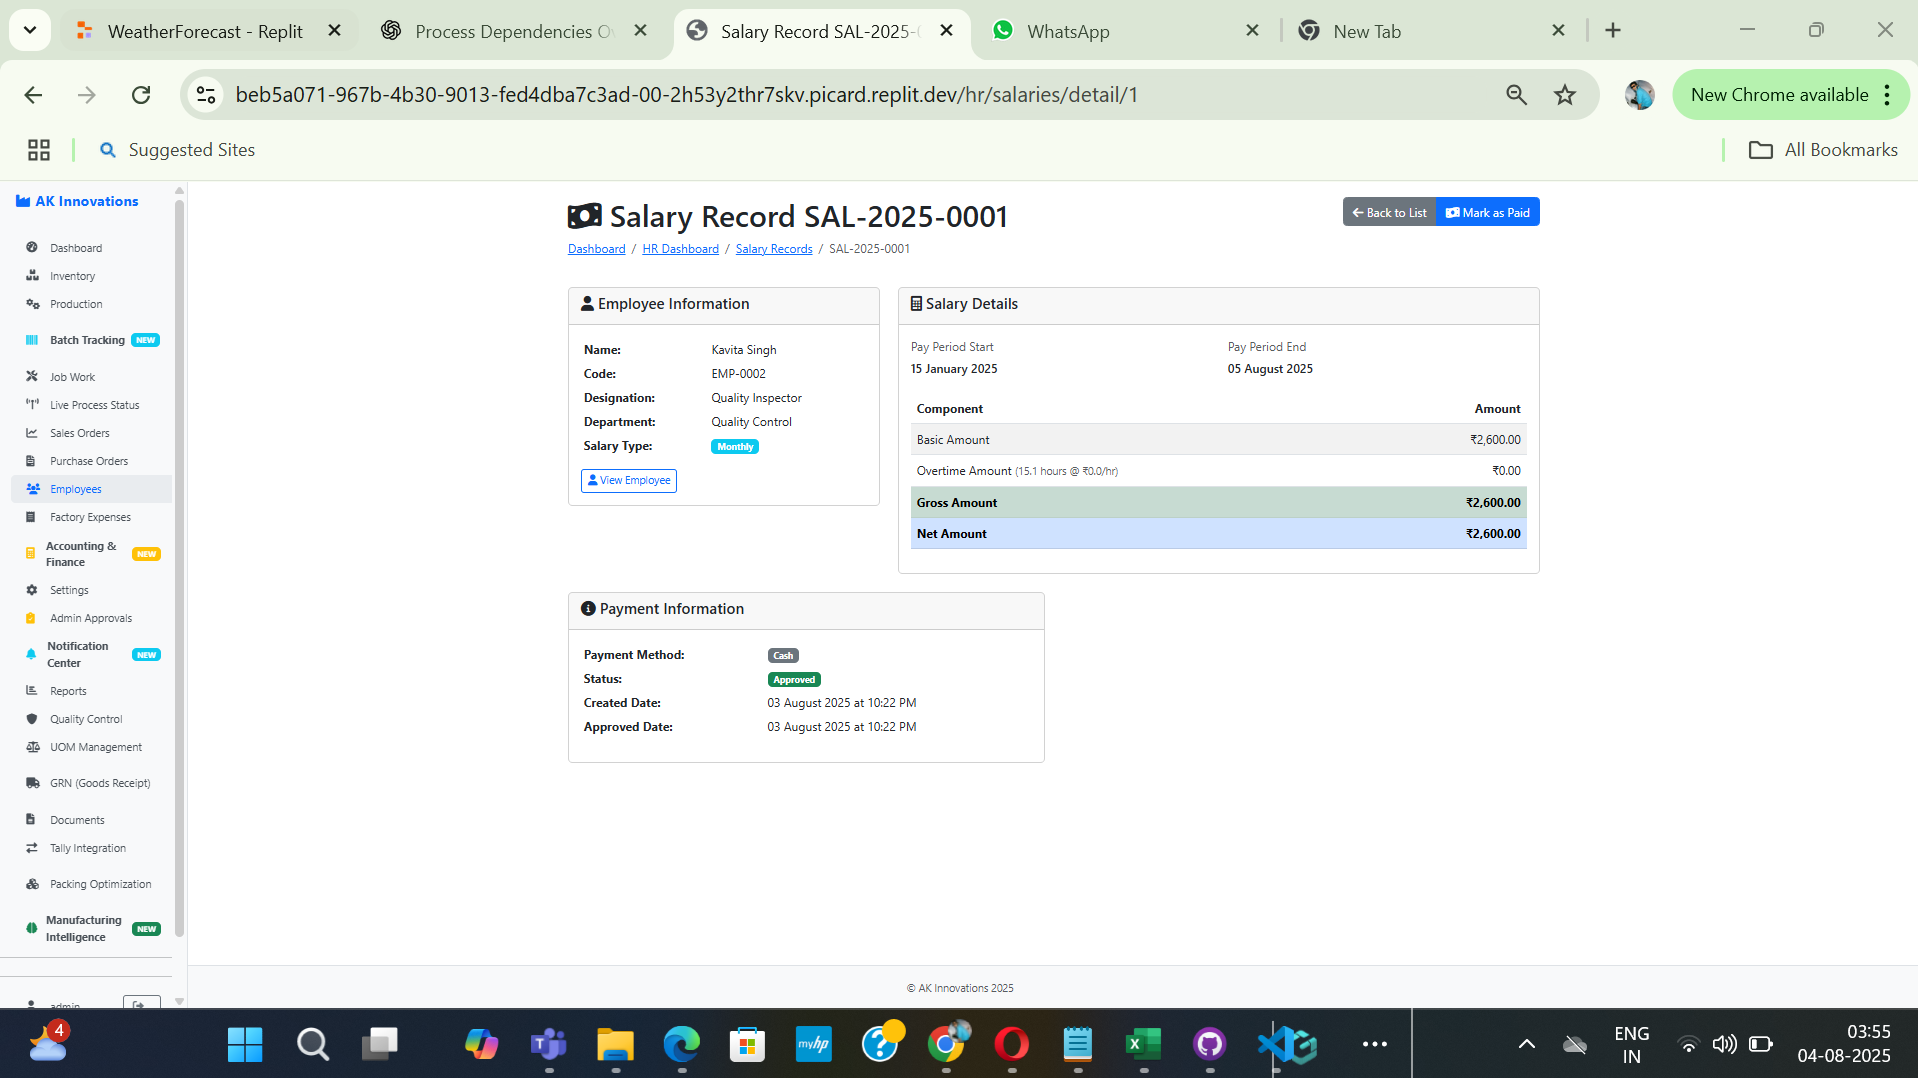 WeatherForecast - Replit
Process Dependencies Ov
Salary Record SAL-2025-0
WhatsApp
New Tab
beb5a071-967b-4b30-9013-fed4dba7c3ad-00-2h53y2thr7skv.picard.replit.dev/hr/salaries/detail/1
New Chrome available
Suggested Sites
All Bookmarks
AK Innovations
Dashboard
Inventory
Production
Batch Tracking NEW
Job Work
Live Process Status
Sales Orders
Purchase Orders
Employees
Factory Expenses
Accounting &
Finance
NEW
Settings
Admin Approvals
Notification
Center
NEW
Reports
Quality Control
UOM Management
GRN (Goods Receipt)
Documents
Tally Integration
Packing Optimization
Manufacturing
Intelligence
NEW
admin
Salary Record SAL-2025-0001
Back to List
Mark as Paid
Dashboard / HR Dashboard / Salary Records / SAL-2025-0001
Employee Information
Name: Kavita Singh
Code: EMP-0002
Designation: Quality Inspector
Department: Quality Control
Salary Type: Monthly
View Employee
Salary Details
Pay Period Start
15 January 2025
Pay Period End
05 August 2025
Component Amount
Basic Amount ₹2,600.00
Overtime Amount (15.1 hours @ ₹0.0/hr) ₹0.00
Gross Amount ₹2,600.00
Net Amount ₹2,600.00
Payment Information
Payment Method: Cash
Status: Approved
Created Date: 03 August 2025 at 10:22 PM
Approved Date: 03 August 2025 at 10:22 PM
© AK Innovations 2025
4
myhp
ENG
IN
03:55
04-08-2025